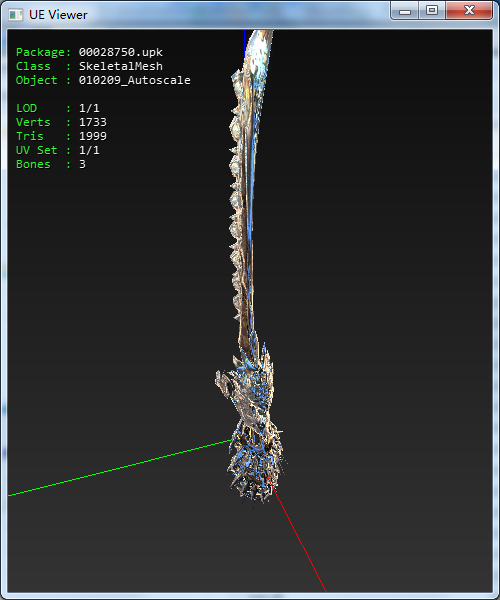 UE Viewer
Package: 00028750.upk
Class  : SkeletalMesh
Object : 010209_Autoscale
LOD    : 1/1
Verts  : 1733
Tris   : 1999
UV Set : 1/1
Bones  : 3